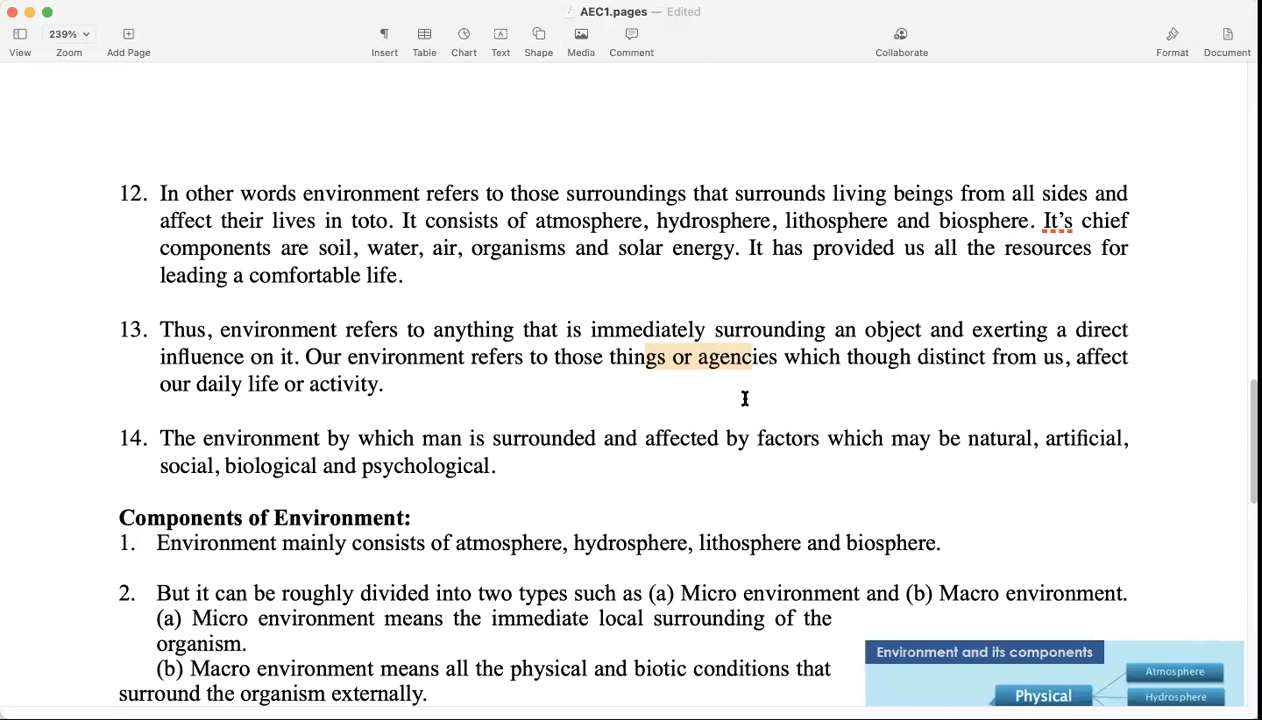 AEC1.pages — Edited
239%
View Zoom Add Page Insert Table Chart Text Shape Media Comment Collaborate Format Document
12. In other words environment refers to those surroundings that surrounds living beings from all sides and
affect their lives in toto. It consists of atmosphere, hydrosphere, lithosphere and biosphere. It's chief
components are soil, water, air, organisms and solar energy. It has provided us all the resources for
leading a comfortable life.
13. Thus, environment refers to anything that is immediately surrounding an object and exerting a direct
influence on it. Our environment refers to those things or agencies which though distinct from us, affect
our daily life or activity.
14. The environment by which man is surrounded and affected by factors which may be natural, artificial,
social, biological and psychological.
Components of Environment:
1. Environment mainly consists of atmosphere, hydrosphere, lithosphere and biosphere.
2. But it can be roughly divided into two types such as (a) Micro environment and (b) Macro environment.
(a) Micro environment means the immediate local surrounding of the
organism.
(b) Macro environment means all the physical and biotic conditions that
surround the organism externally.
Environment and its components
Atmosphere
Physical
Hydrosphere